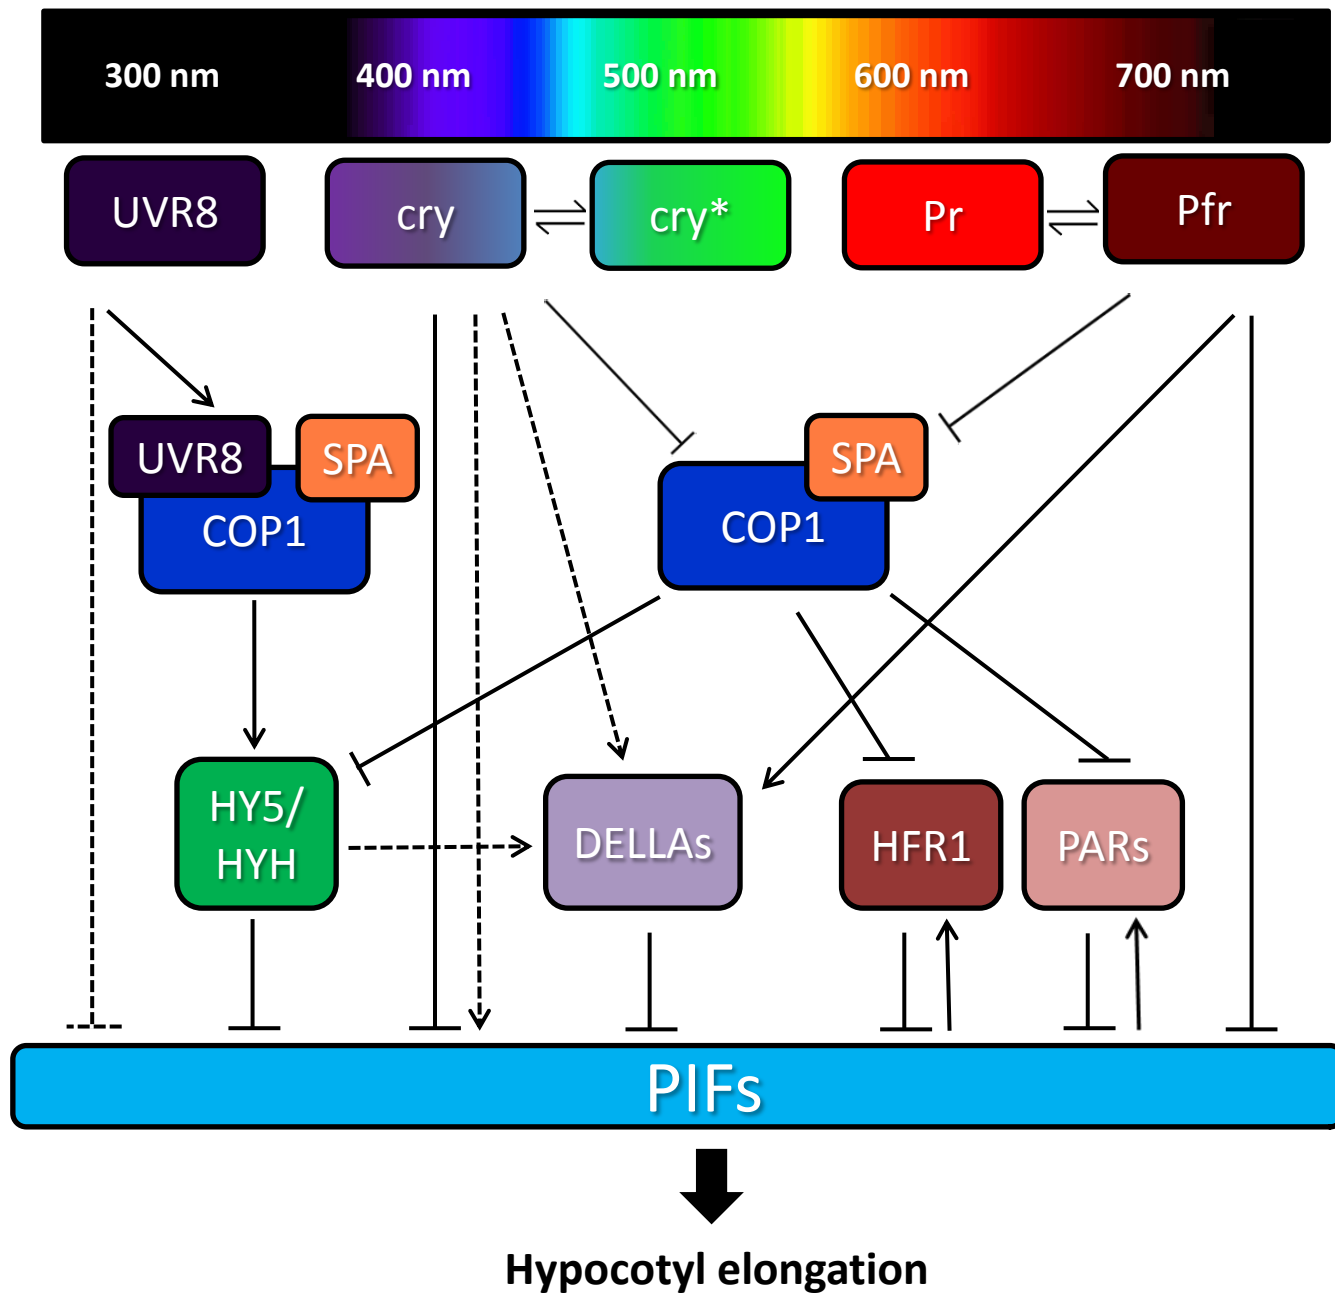 300 nm 400 nm 500 nm 600 nm 700 nm
UVR8 cry cry* Pr Pfr
UVR8 SPA SPA
COP1 COP1
HY5/
HYH
DELLAs HFR1 PARs
PIFs
Hypocotyl elongation